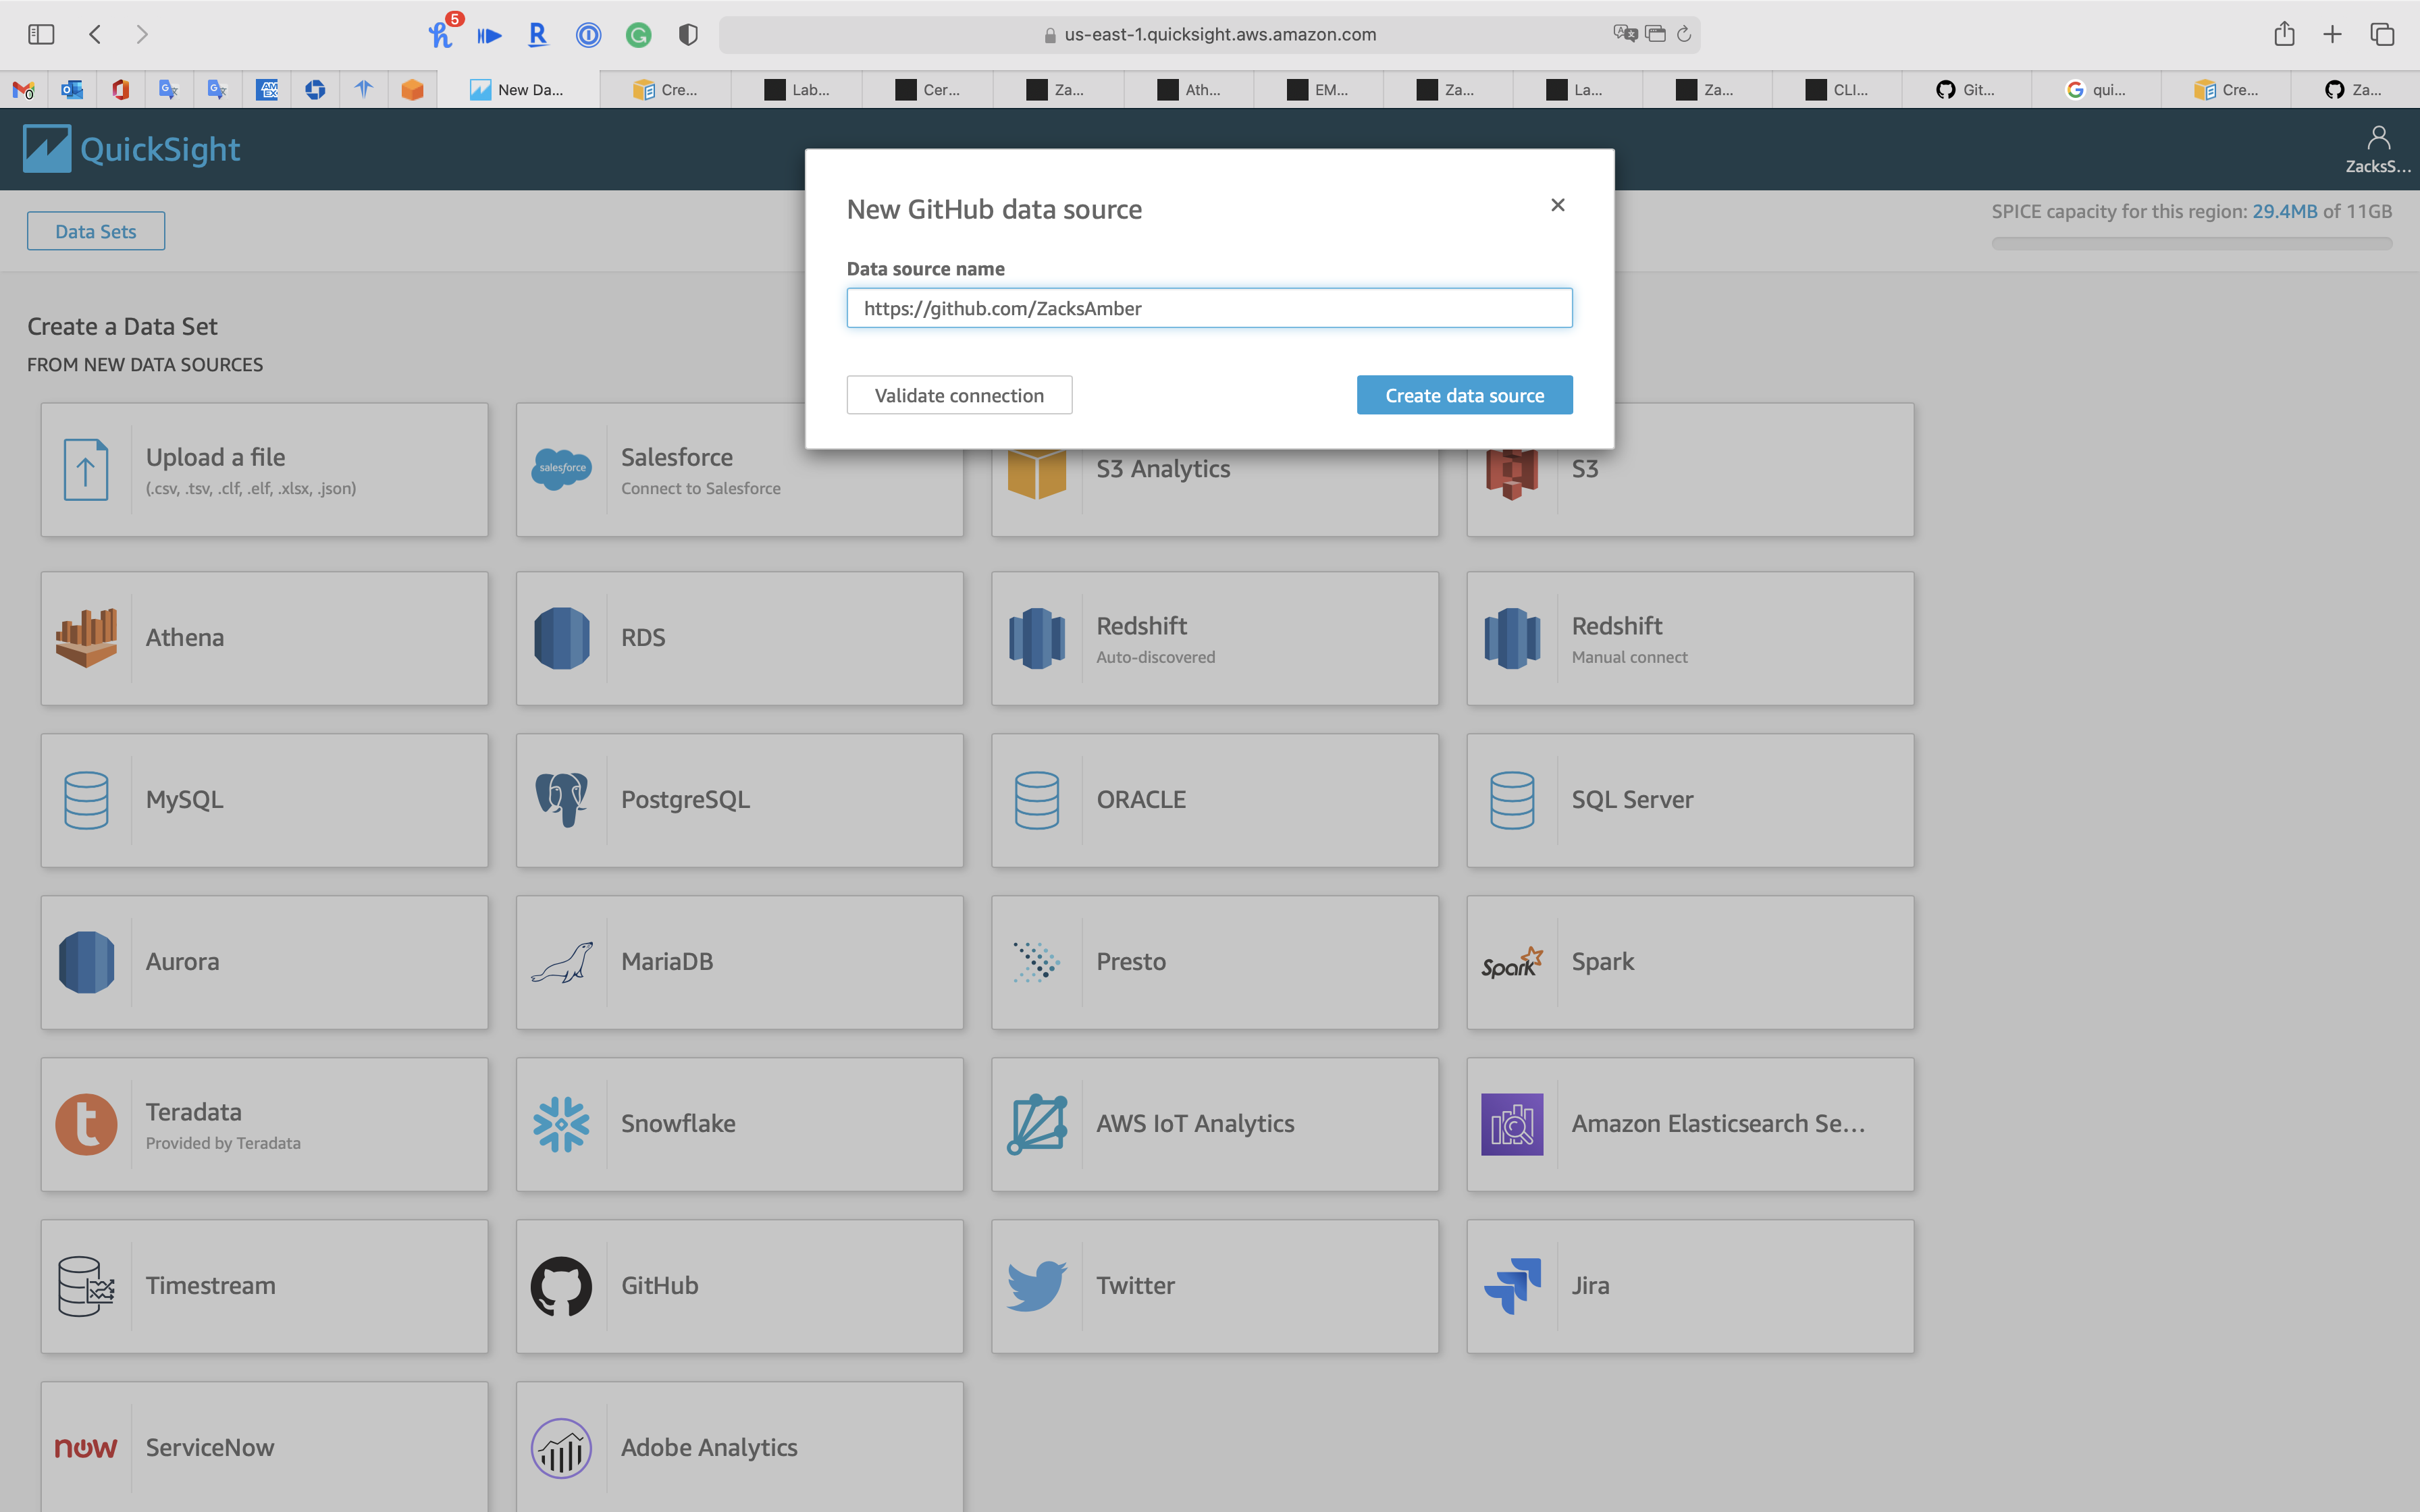 5
us-east-1.quicksight.aws.amazon.com
0
AM
EX
New Da...
Cre...
Lab...
Cer...
Za...
Ath...
EM...
Za...
La...
Za...
CLI...
Git...
qui...
Cre...
Za...
QuickSight
ZacksS...
Data Sets
SPICE capacity for this region: 29.4MB of 11GB
New GitHub data source
Data source name
https://github.com/ZacksAmber
Validate connection
Create data source
Create a Data Set
FROM NEW DATA SOURCES
Upload a file
(.csv, .tsv, .clf, .elf, .xlsx, .json)
salesforce
Salesforce
Connect to Salesforce
S3 Analytics
S3
Athena
RDS
Redshift
Auto-discovered
Redshift
Manual connect
MySQL
PostgreSQL
ORACLE
SQL Server
Aurora
MariaDB
Presto
Spark
Spark
t
Teradata
Provided by Teradata
Snowflake
AWS IoT Analytics
Amazon Elasticsearch Se...
Timestream
GitHub
Twitter
Jira
now
ServiceNow
Adobe Analytics